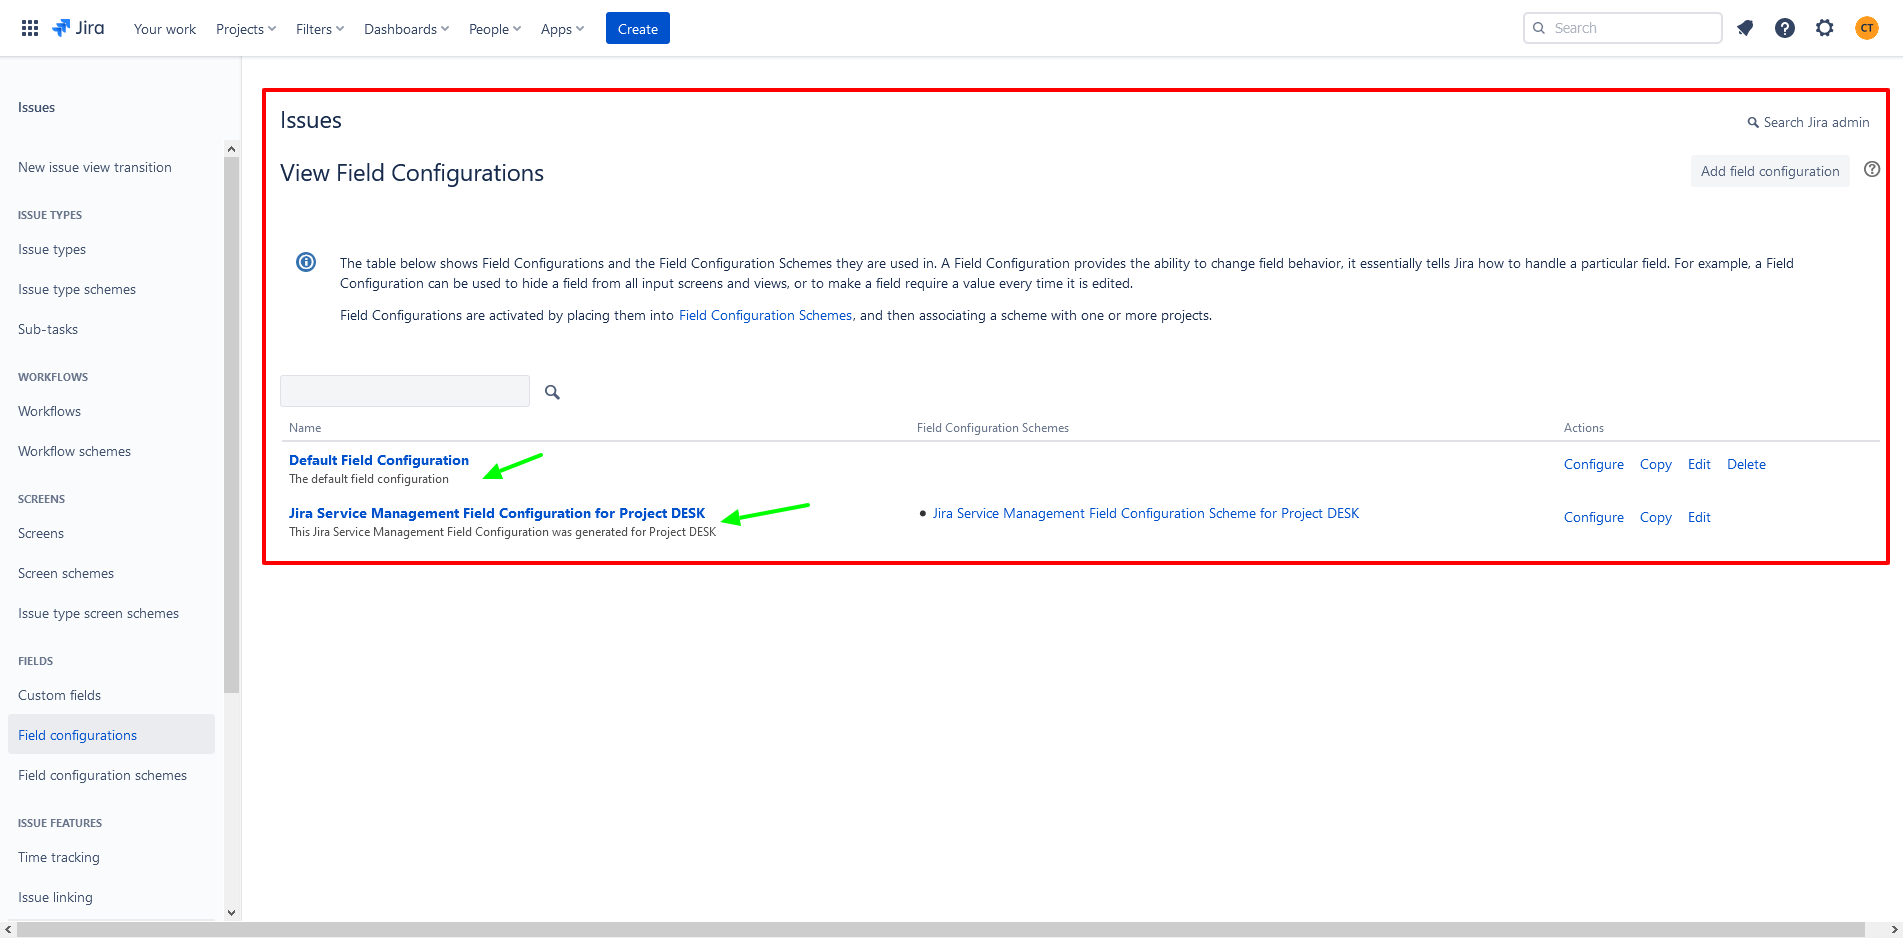 Jira
Your work
Projects
Filters
Dashboards
People
Apps
Create
Search
CT
Issues
New issue view transition
ISSUE TYPES
Issue types
Issue type schemes
Sub-tasks
WORKFLOWS
Workflows
Workflow schemes
SCREENS
Screens
Screen schemes
Issue type screen schemes
FIELDS
Custom fields
Field configurations
Field configuration schemes
ISSUE FEATURES
Time tracking
Issue linking
Issues
Search Jira admin
View Field Configurations
Add field configuration
The table below shows Field Configurations and the Field Configuration Schemes they are used in. A Field Configuration provides the ability to change field behavior, it essentially tells Jira how to handle a particular field. For example, a Field
Configuration can be used to hide a field from all input screens and views, or to make a field require a value every time it is edited.
Field Configurations are activated by placing them into Field Configuration Schemes, and then associating a scheme with one or more projects.
Name Field Configuration Schemes Actions
Default Field Configuration
The default field configuration
Configure Copy Edit Delete
Jira Service Management Field Configuration for Project DESK
This Jira Service Management Field Configuration was generated for Project DESK
• Jira Service Management Field Configuration Scheme for Project DESK
Configure Copy Edit